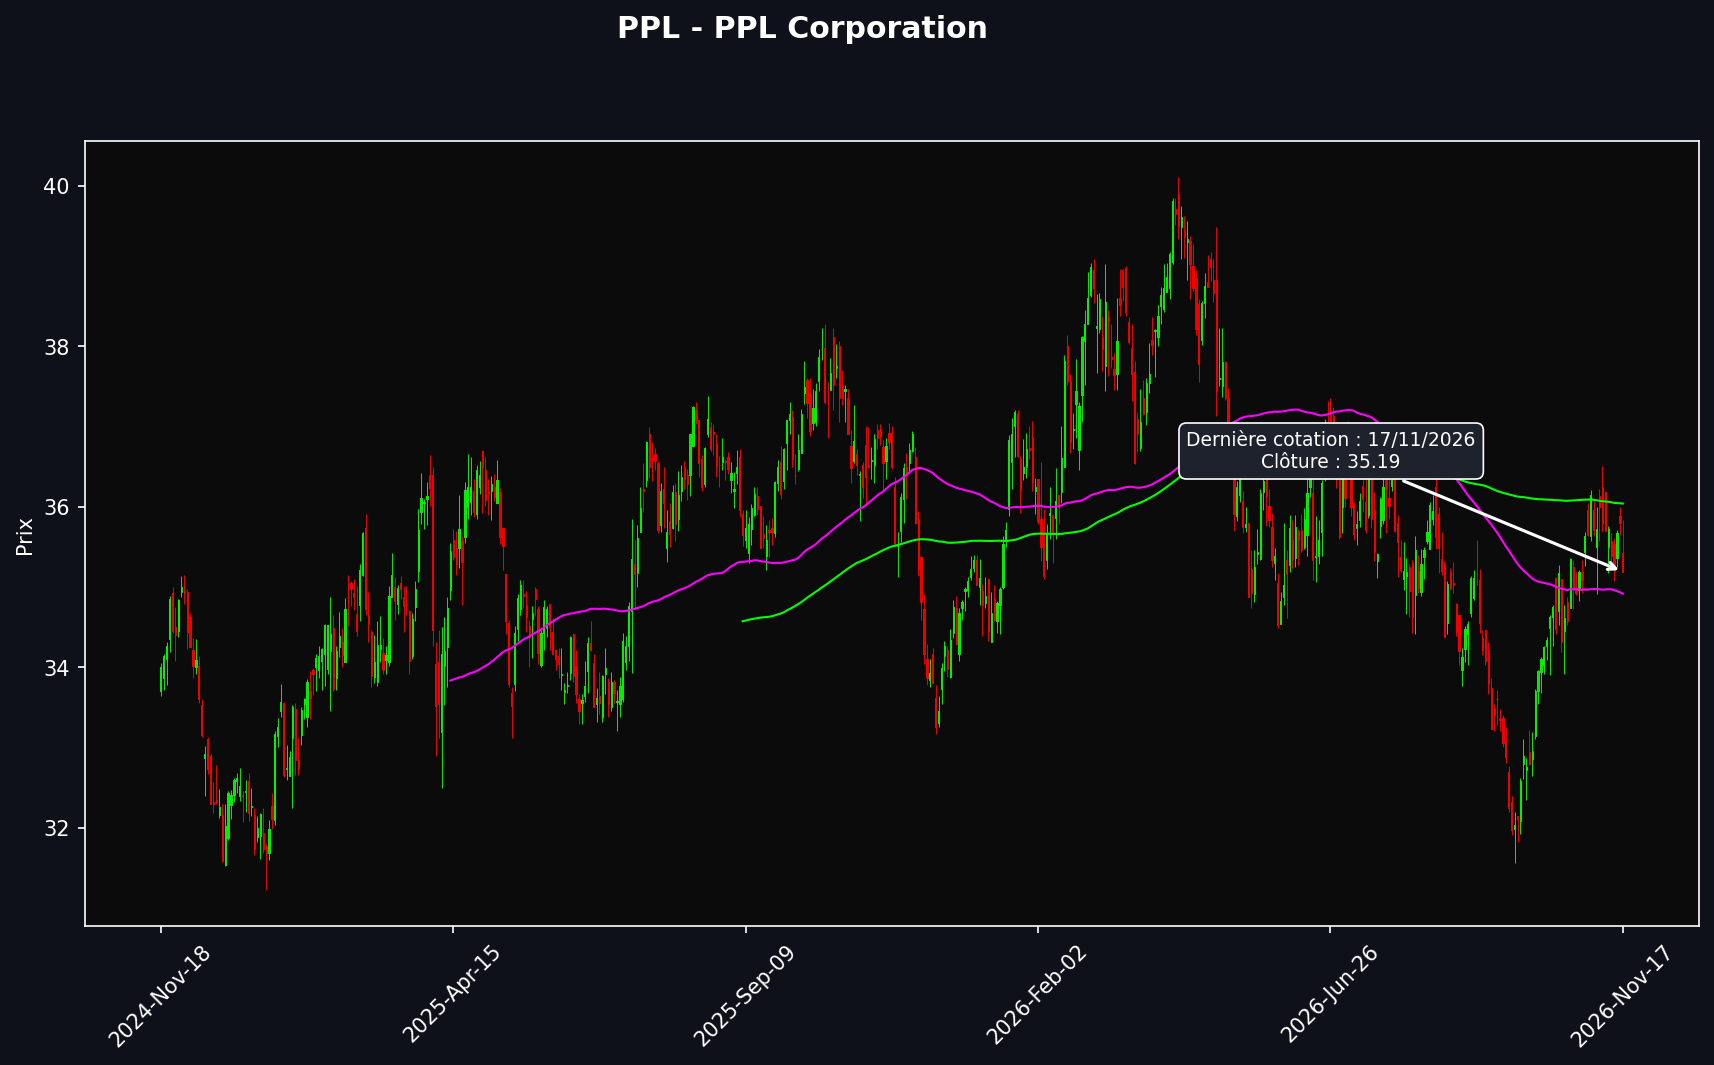 PPL - PPL Corporation
Prix
40
38
36
34
32
Dernière cotation : 17/11/2026
Clôture : 35.19
2024-Nov-18
2025-Apr-15
2025-Sep-09
2026-Feb-02
2026-Jun-26
2026-Nov-17